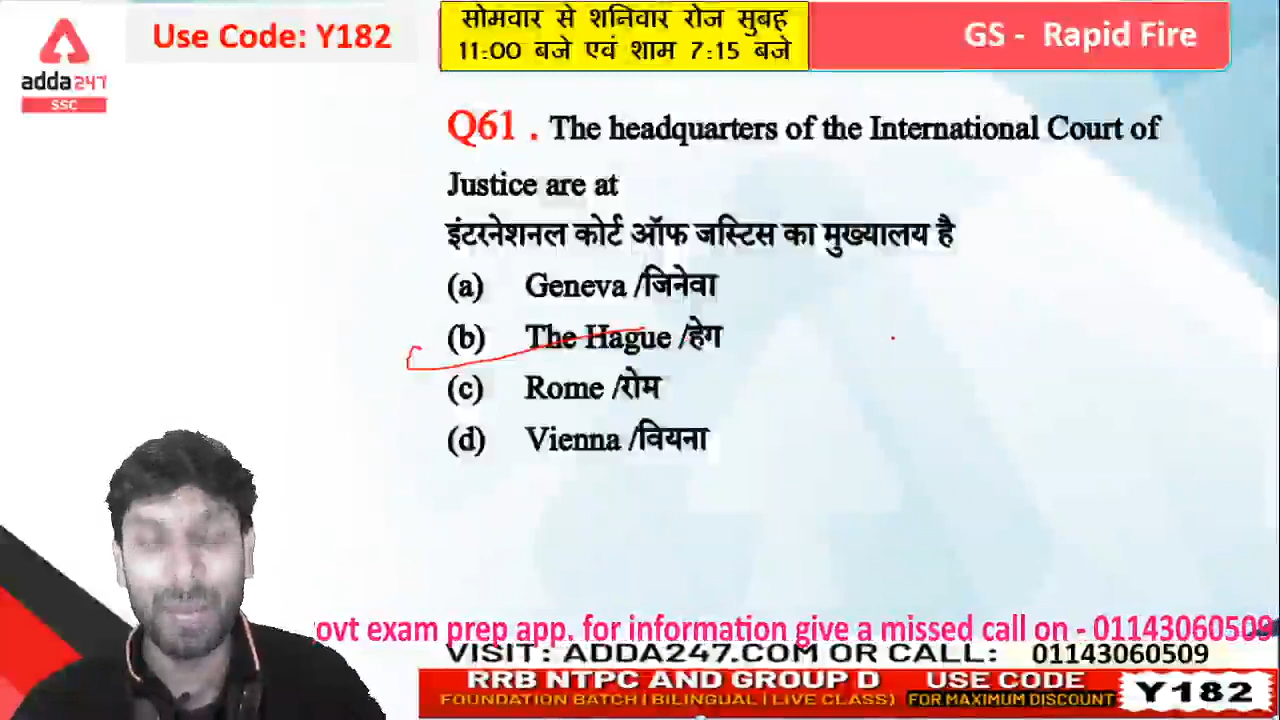 Use Code: Y182
सोमवार से शनिवार रोज सुबह
11:00 बजे एवं शाम 7:15 बजे
GS - Rapid Fire
adda247
SSC
Q61 . The headquarters of the International Court of
Justice are at
इंटरनेशनल कोर्ट ऑफ जस्टिस का मुख्यालय है
(a) Geneva /जिनेवा
(b) The Hague /हेग
(c) Rome /रोम
(d) Vienna /वियना
ovt exam prep app. for information give a missed call on - 01143060509
VISIT: ADDA247.COM OR CALL: 01143060509
RRB NTPC AND GROUP D
FOUNDATION BATCH | BILINGUAL | LIVE CLASS)
USE CODE
FOR MAXIMUM DISCOUNT
Y182